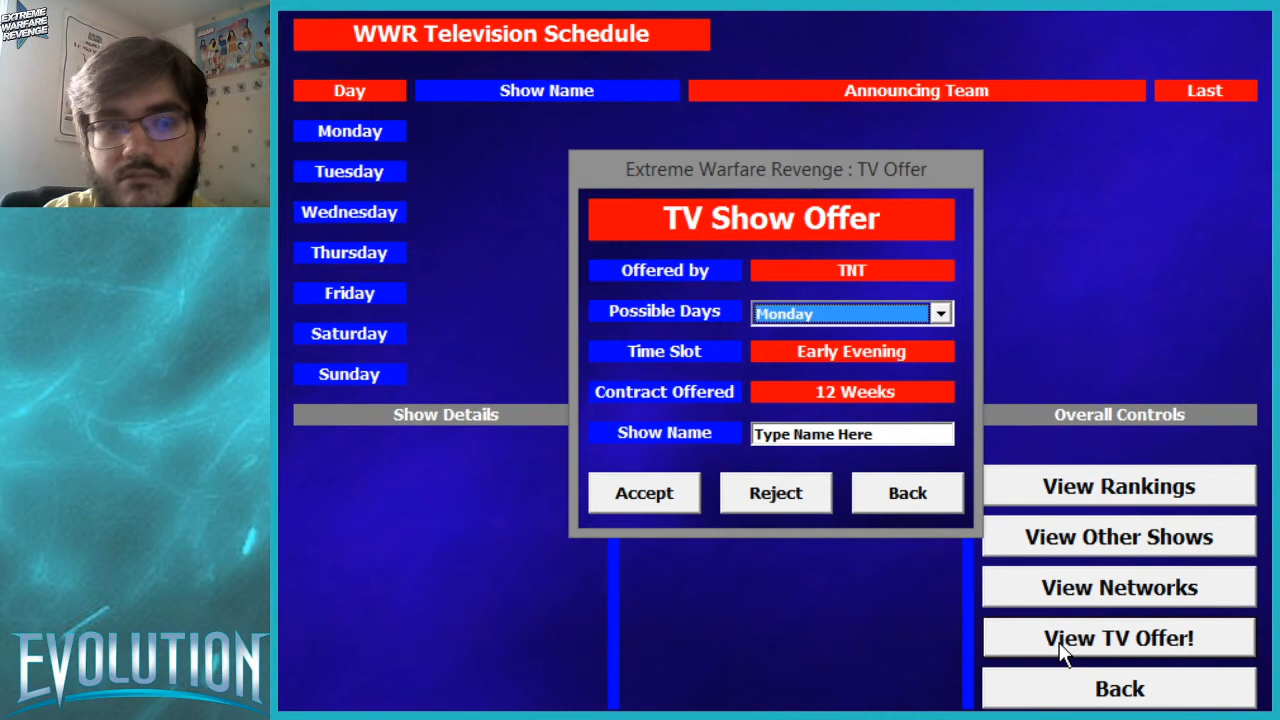 EXTREME
WARFARE
REVENGE
WWR Television Schedule
Day Show Name Announcing Team Last
Monday
Tuesday
Wednesday
Thursday
Friday
Saturday
Sunday
Extreme Warfare Revenge : TV Offer
TV Show Offer
Offered by TNT
Possible Days Monday
Time Slot Early Evening
Contract Offered 12 Weeks
Show Name Type Name Here
Accept Reject Back
Show Details
Overall Controls
View Rankings
View Other Shows
View Networks
View TV Offer!
Back
EVOLUTION